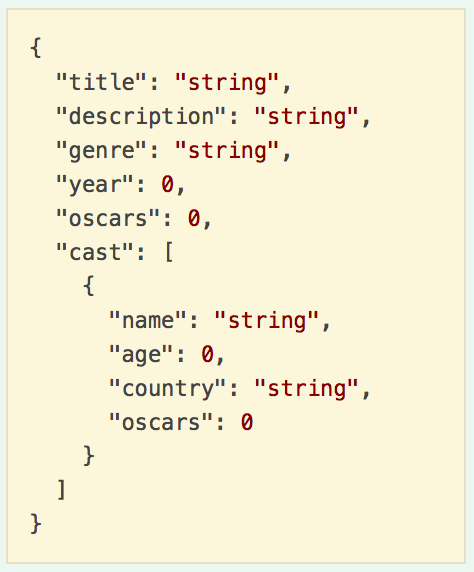 {
  "title": "string",
  "description": "string",
  "genre": "string",
  "year": 0,
  "oscars": 0,
  "cast": [
    {
      "name": "string",
      "age": 0,
      "country": "string",
      "oscars": 0
    }
  ]
}